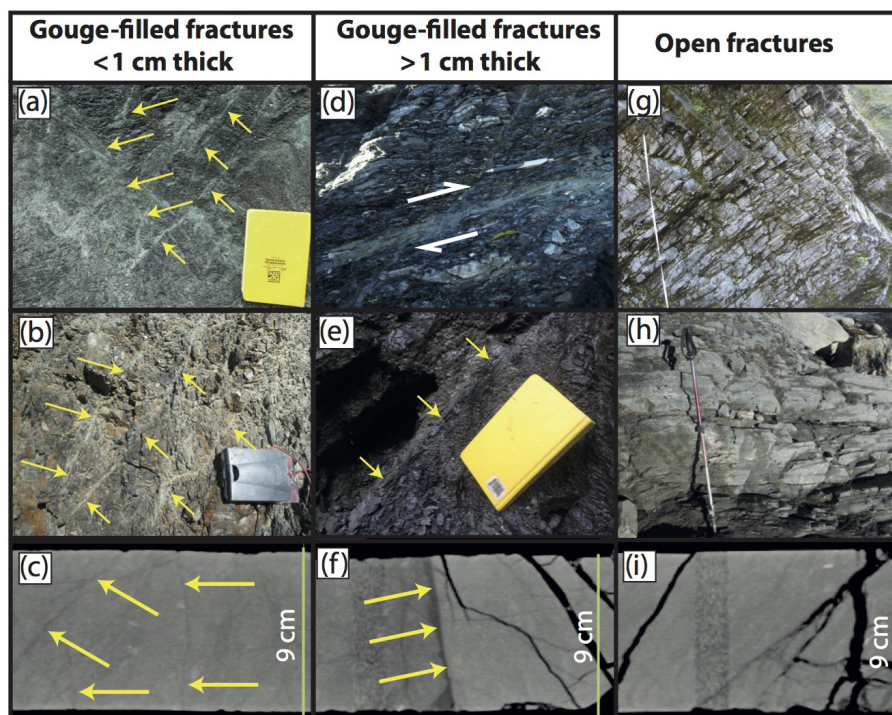 Gouge-filled fractures
<1 cm thick
Gouge-filled fractures
>1 cm thick
Open fractures
(a)
(d)
(g)
(b)
(e)
(h)
(c)
9 cm
(f)
9 cm
(i)
9 cm